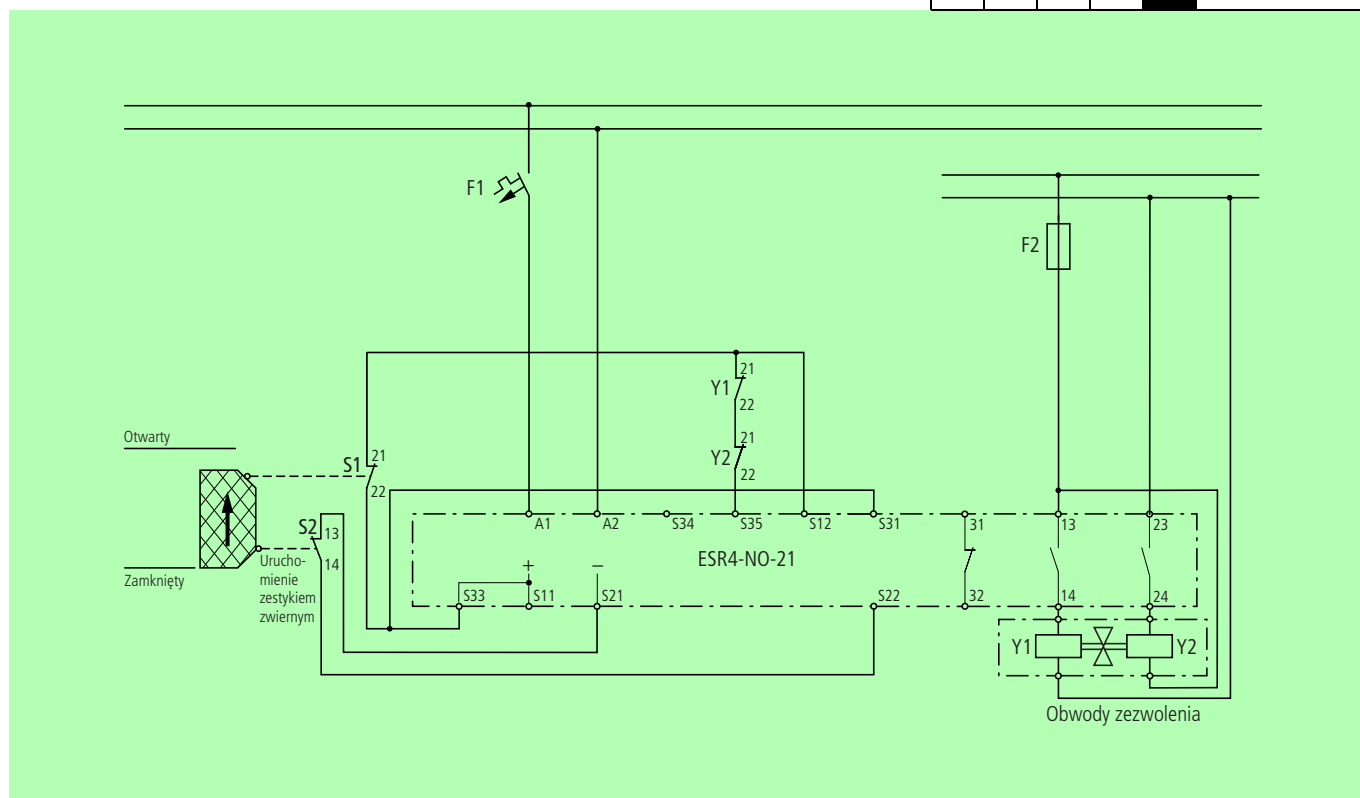 F1
F2
21
Y1
22
21
Y2
22
Otwarty
S1
21
22
S2
13
14
Zamknięty
Urucho-
mienie
zestykiem
zwiernym
A1
A2
S34
S35
S12
S31
31
13
23
ESR4-NO-21
+
−
S33
S11
S21
S22
32
14
24
Y1
Y2
Obwody zezwolenia